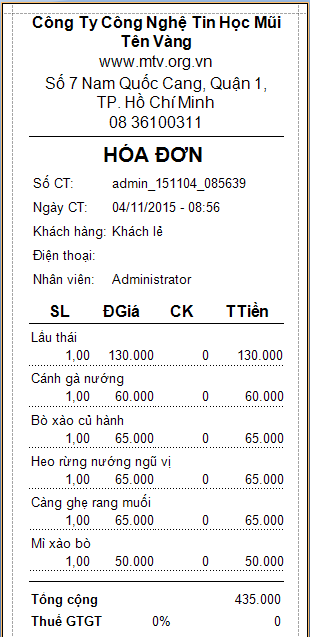 Công Ty Công Nghệ Tin Học Mũi
Tên Vàng
www.mtv.org.vn
Số 7 Nam Quốc Cang, Quận 1,
TP. Hồ Chí Minh
08 36100311
HÓA ĐƠN
Số CT: admin_151104_085639
Ngày CT: 04/11/2015 - 08:56
Khách hàng: Khách lẻ
Điện thoại:
Nhân viên: Administrator
SL ĐGiá CK TTiền
Lẩu thái
1,00 130.000 0 130.000
Cánh gà nướng
1,00 60.000 0 60.000
Bò xào củ hành
1,00 65.000 0 65.000
Heo rừng nướng ngũ vị
1,00 65.000 0 65.000
Càng ghẹ rang muối
1,00 65.000 0 65.000
Mì xào bò
1,00 50.000 0 50.000
Tổng cộng 435.000
Thuế GTGT 0% 0